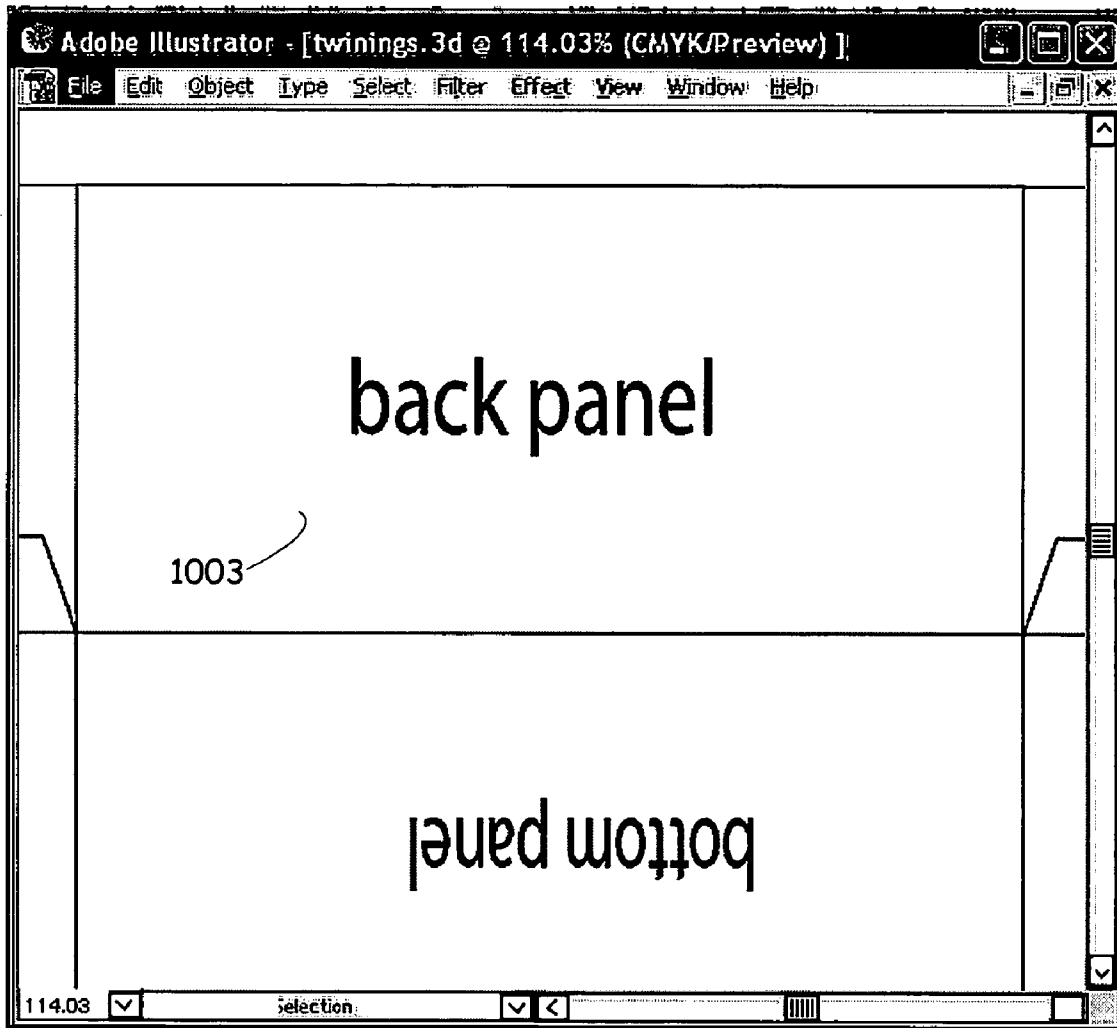 Adobe Illustrator - [twinings.3d @ 114.03% (CMYK/Preview) ]
File Edit Object Type Select Filter Effect View Window Help
back panel
1003
bottom panel
114.03 Selection